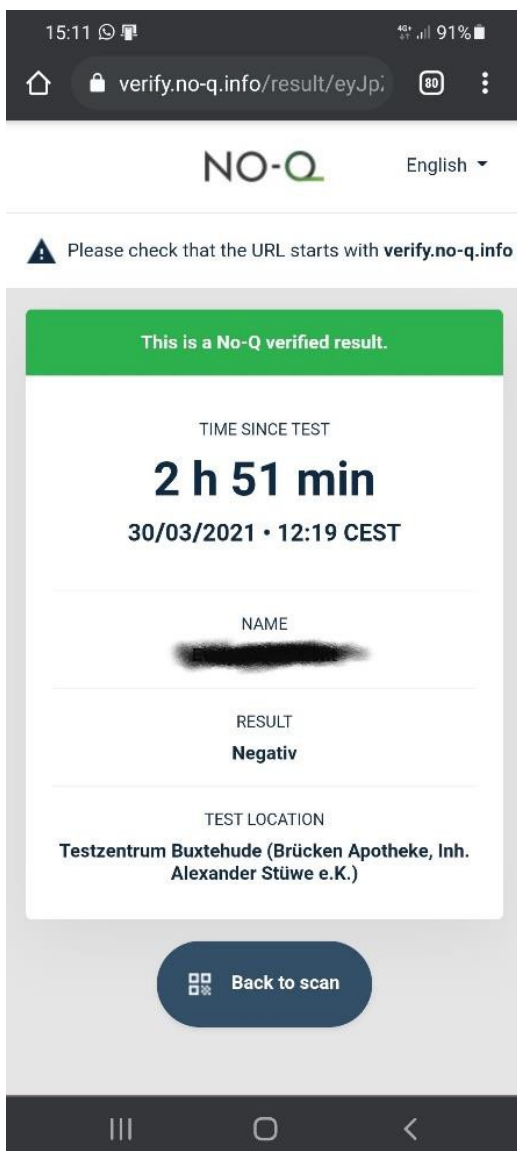 15:11 91%
verify.no-q.info/result/eyJp 80
NO-Q English
Please check that the URL starts with verify.no-q.info
This is a No-Q verified result.
TIME SINCE TEST
2 h 51 min
30/03/2021 • 12:19 CEST
NAME
RESULT
Negativ
TEST LOCATION
Testzentrum Buxtehude (Brücken Apotheke, Inh.
Alexander Stüwe e.K.)
Back to scan